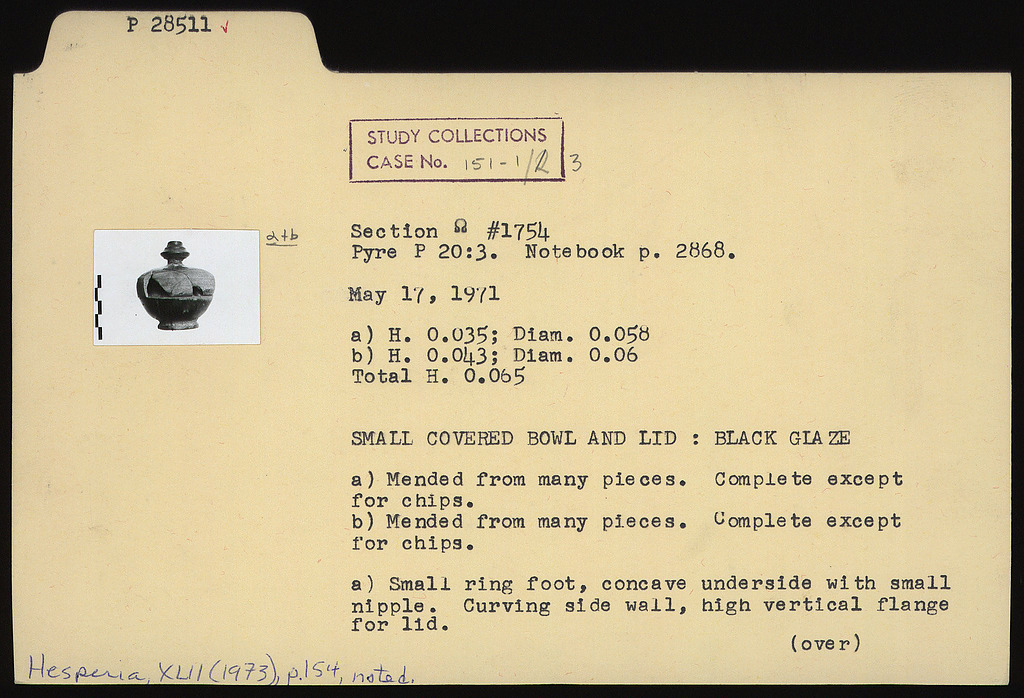 P 28511 ✓
STUDY COLLECTIONS
CASE No. 151-1/R 3
a+b
Section Ω #1754
Pyre P 20:3. Notebook p. 2868.
May 17, 1971
a) H. 0.035; Diam. 0.058
b) H. 0.043; Diam. 0.06
Total H. 0.065
SMALL COVERED BOWL AND LID : BLACK GLAZE
a) Mended from many pieces. Complete except
for chips.
b) Mended from many pieces. Complete except
for chips.
a) Small ring foot, concave underside with small
nipple. Curving side wall, high vertical flange
for lid.
(over)
Hesperia, XLII (1973), p.154, noted.